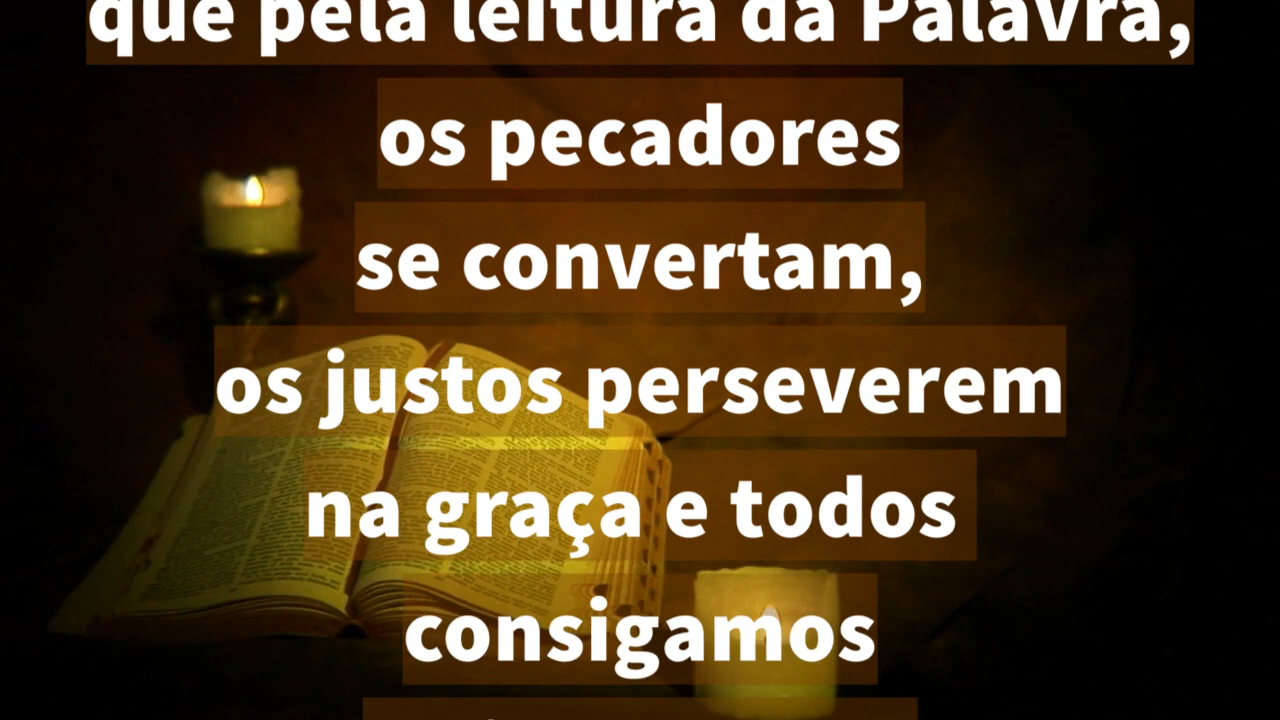 que pela leitura da Palavra,
os pecadores
se convertam,
os justos perseverem
na graça e todos
consigamos